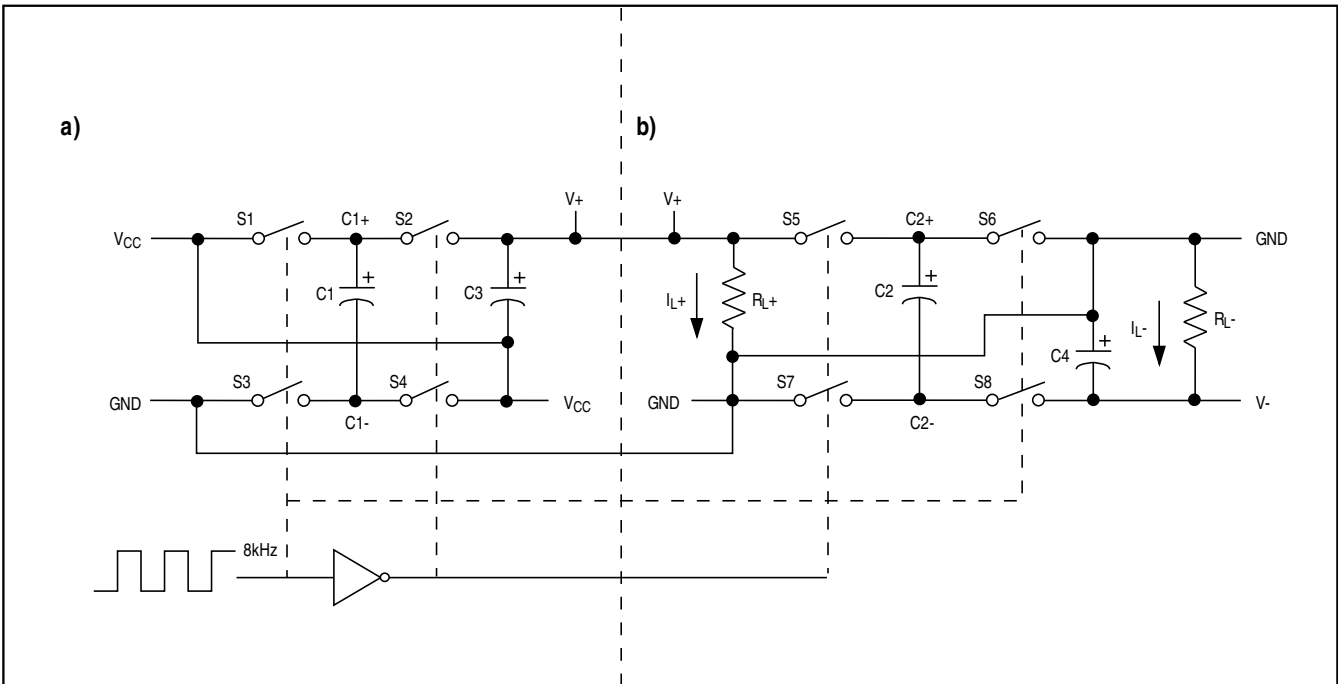 a)
b)
V+
V+
S1
C1+
S2
S5
C2+
S6
VCC
GND
C1
+
C3
+
IL+
RL+
C2
+
IL-
RL-
C4
+
S3
S4
S7
S8
GND
C1-
VCC
GND
C2-
V-
8kHz